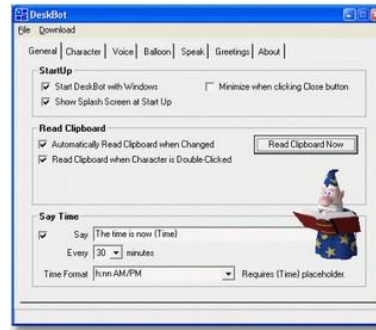 DeskBot
File Download
General Character Voice Balloon Speak Greetings About
StartUp
Start DeskBot with Windows Minimize when clicking Close button
Show Splash Screen at Start Up
Read Clipboard
Automatically Read Clipboard when Changed Read Clipboard Now
Read Clipboard when Character is Double-Clicked
Say Time
Say The time is now {Time}
Every 30 minutes
Time Format h:nn AM/PM Requires {Time} placeholder.